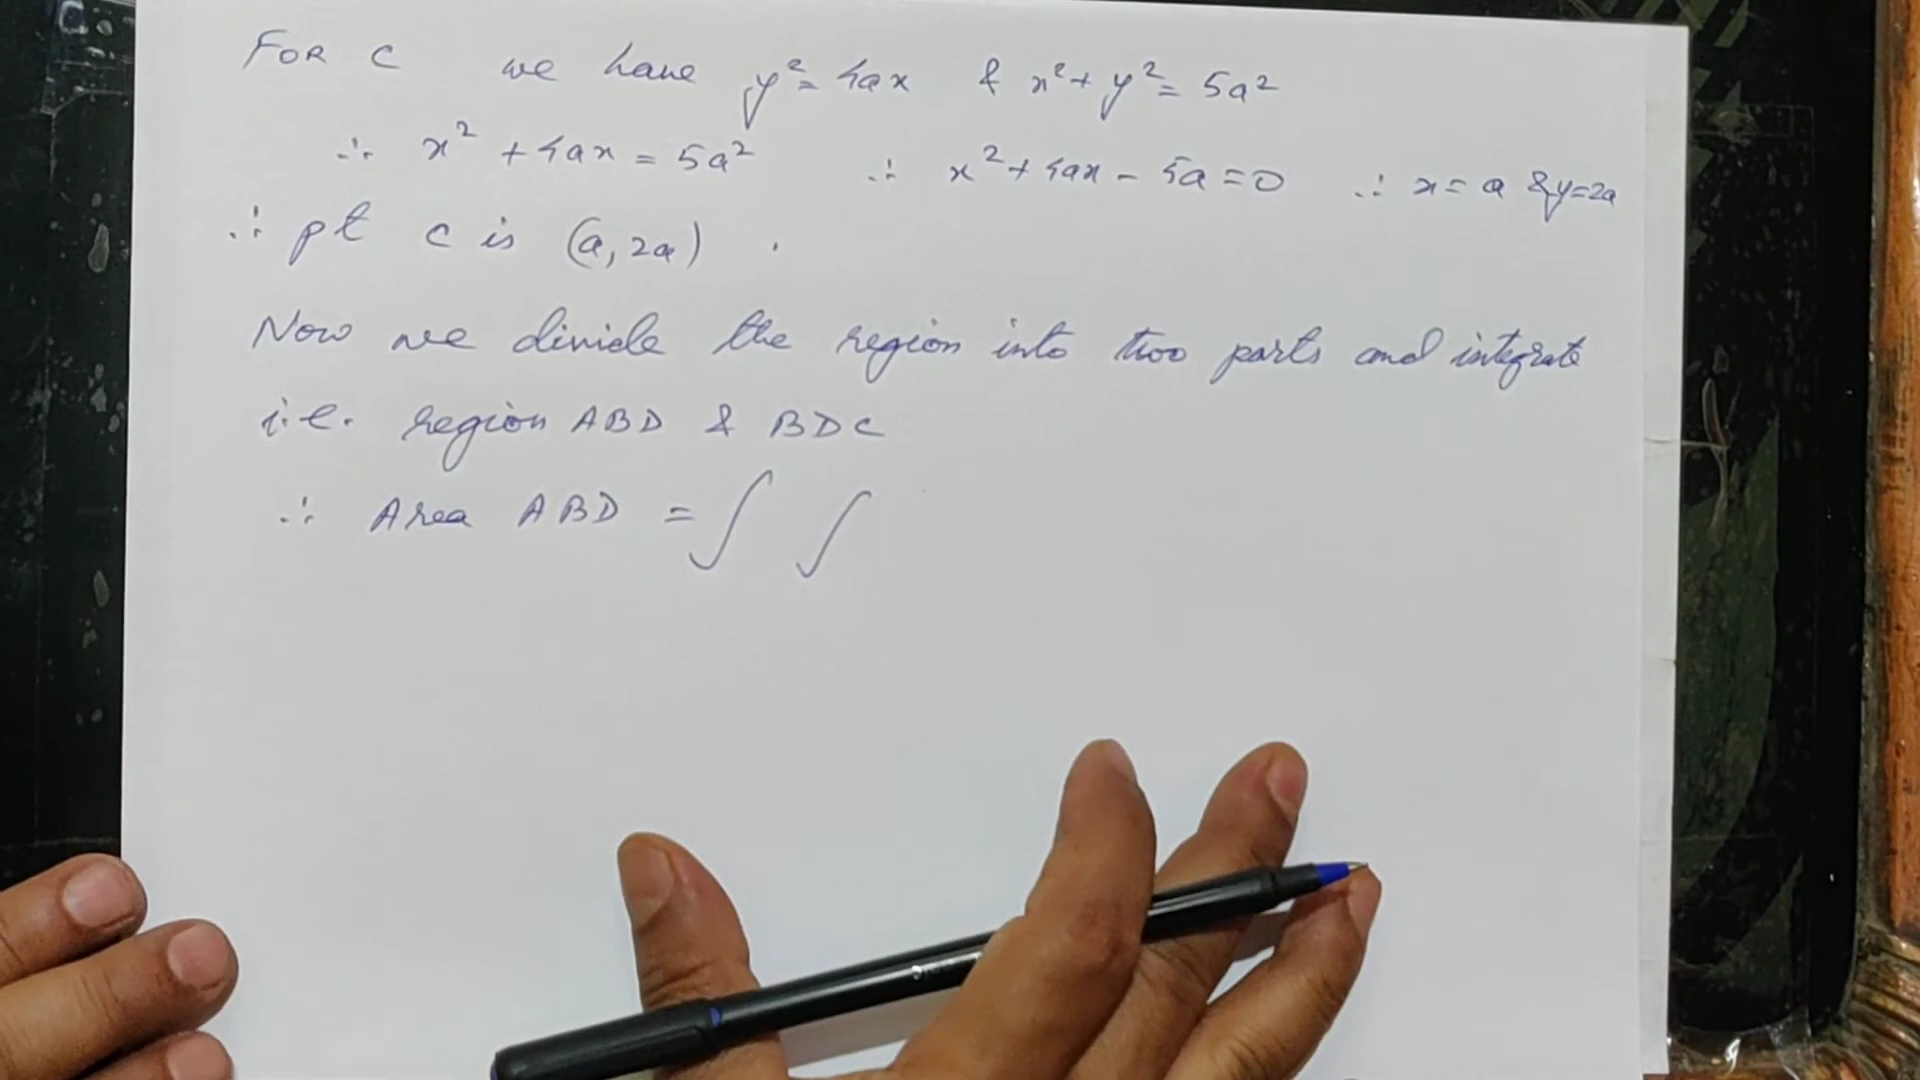 FOR C we have y² = 4ax & x² + y² = 5a²
∴ x² + 4ax = 5a² ∴ x² + 4ax - 5a = 0 ∴ x = a & y = 2a
∴ pt C is (a, 2a) .
Now we divide the region into two parts and integrate
i.e. region ABD & BDC
∴ Area ABD = ∫ ∫